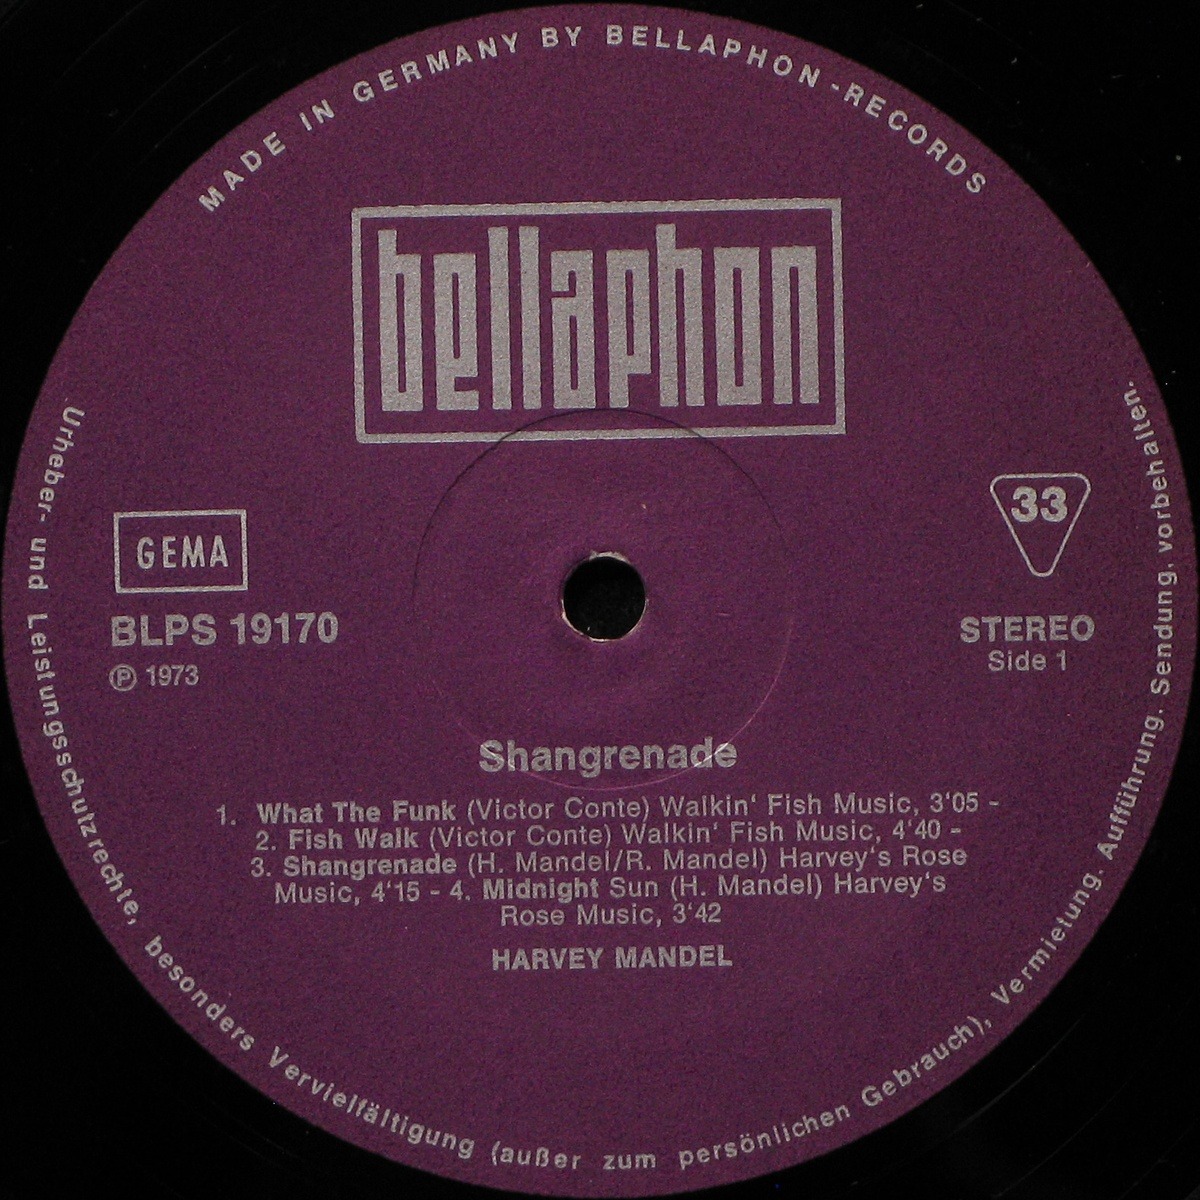 MADE IN GERMANY BY BELLAPHON-RECORDS
bellaphon
GEMA
BLPS 19170
℗ 1973
33
STEREO
Side 1
Shangrenade
1. What The Funk (Victor Conte) Walkin‘ Fish Music, 3‘05 -
2. Fish Walk (Victor Conte) Walkin‘ Fish Music, 4‘40 -
3. Shangrenade (H. Mandel/R. Mandel) Harvey‘s Rose
Music, 4‘15 - 4. Midnight Sun (H. Mandel) Harvey‘s
Rose Music, 3‘42
HARVEY MANDEL
Urheber- und Leistungsschutzrechte, besonders Vervielfältigung (außer zum persönlichen Gebrauch), Vermietung, Aufführung, Sendung, vorbehalten.